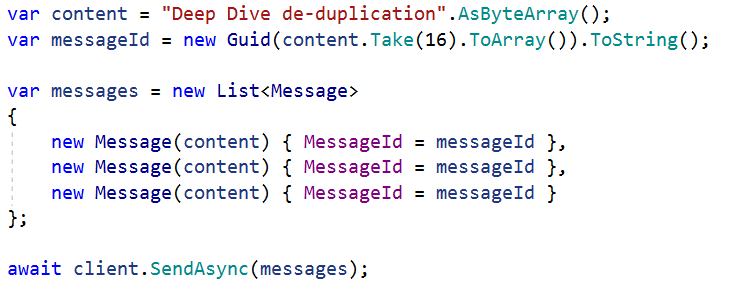 var content = "Deep Dive de-duplication".AsByteArray();
var messageId = new Guid(content.Take(16).ToArray()).ToString();
var messages = new List<Message>
{
new Message(content) { MessageId = messageId },
new Message(content) { MessageId = messageId },
new Message(content) { MessageId = messageId }
};
await client.SendAsync(messages);